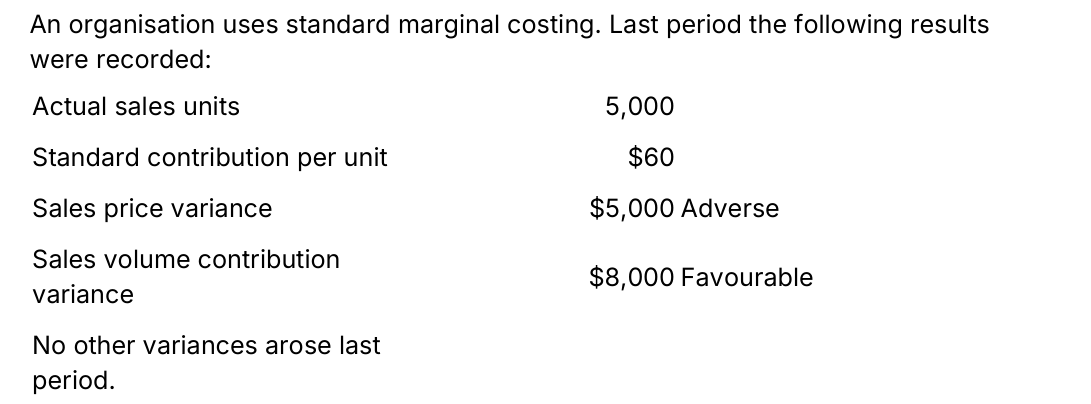 An organisation uses standard marginal costing. Last period the following results
were recorded:
Actual sales units 5,000
Standard contribution per unit $60
Sales price variance $5,000 Adverse
Sales volume contribution
variance $8,000 Favourable
No other variances arose last
period.